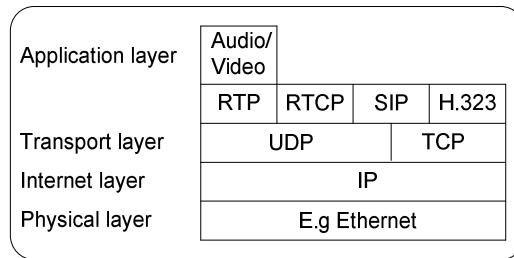 Application layer Audio/
Video
RTP RTCP SIP H.323
Transport layer UDP TCP
Internet layer IP
Physical layer E.g Ethernet